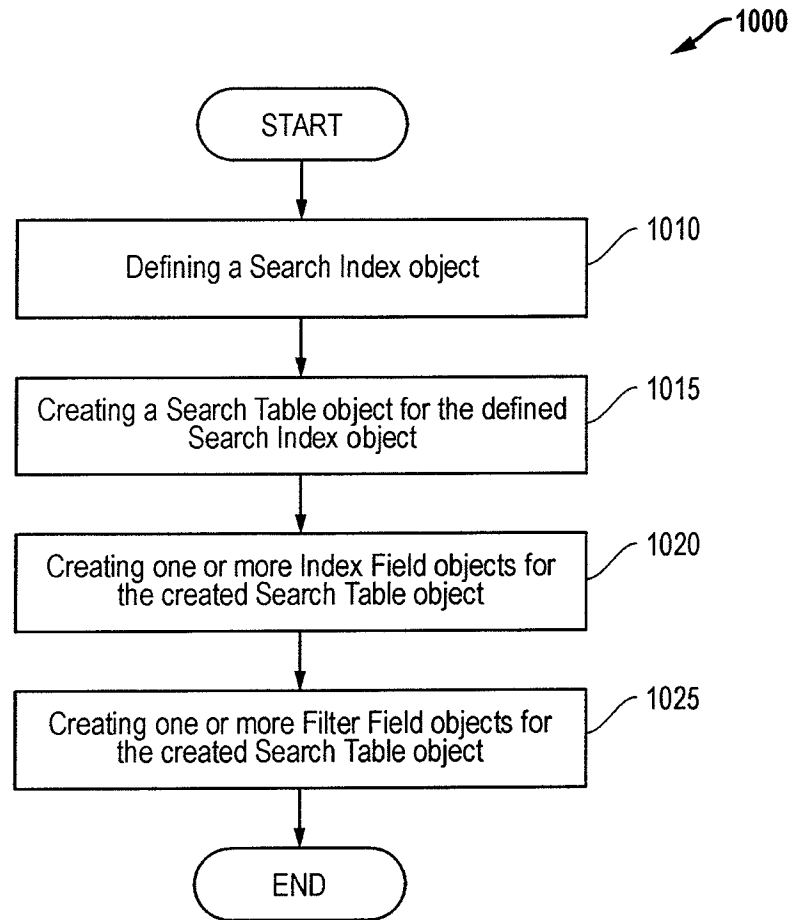 1000
START
Defining a Search Index object
1010
Creating a Search Table object for the defined
Search Index object
1015
Creating one or more Index Field objects for
the created Search Table object
1020
Creating one or more Filter Field objects for
the created Search Table object
1025
END